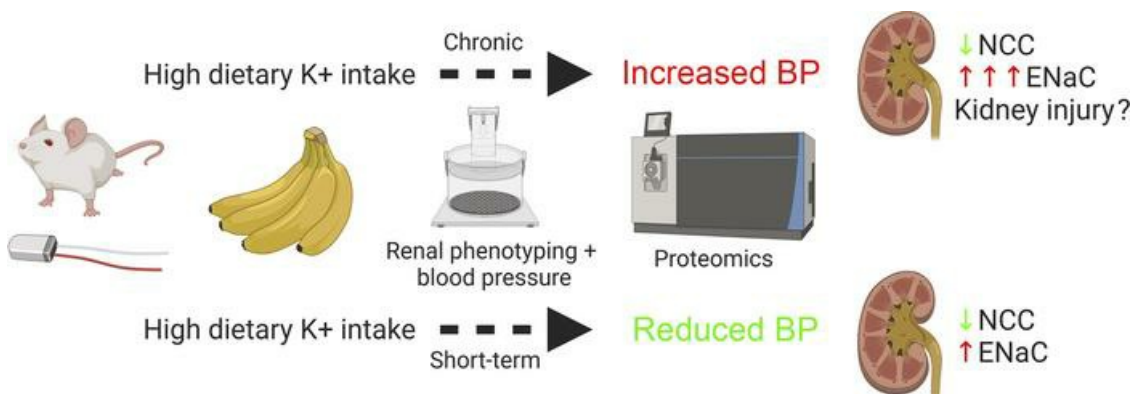 Chronic
High dietary K+ intake
Increased BP
↓NCC
↑↑↑ENaC
Kidney injury?
Renal phenotyping +
blood pressure
Proteomics
High dietary K+ intake
Short-term
Reduced BP
↓NCC
↑ENaC